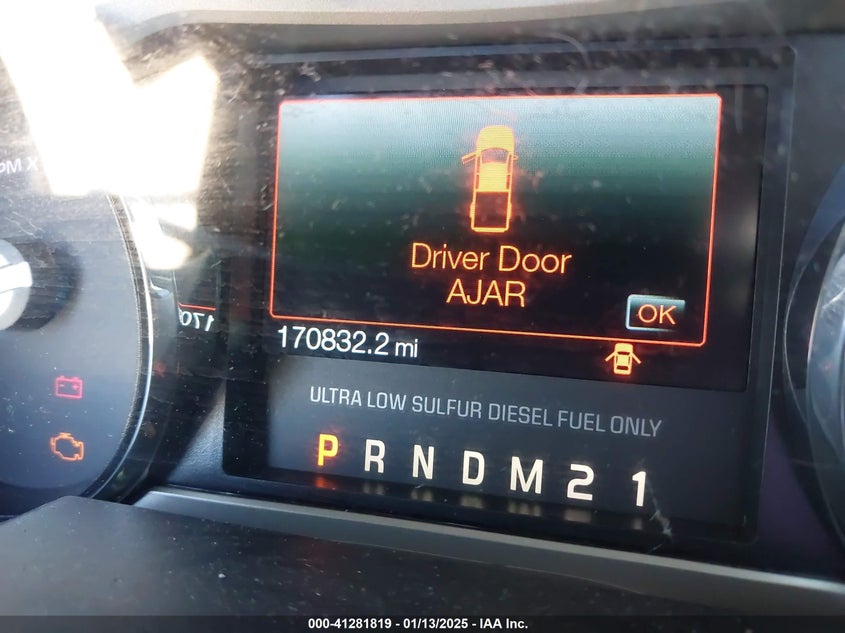 PM X
Driver Door
AJAR
OK
170832.2 mi
ULTRA LOW SULFUR DIESEL FUEL ONLY
P R N D M 2 1
000-41281819 - 01/13/2025 - IAA Inc.